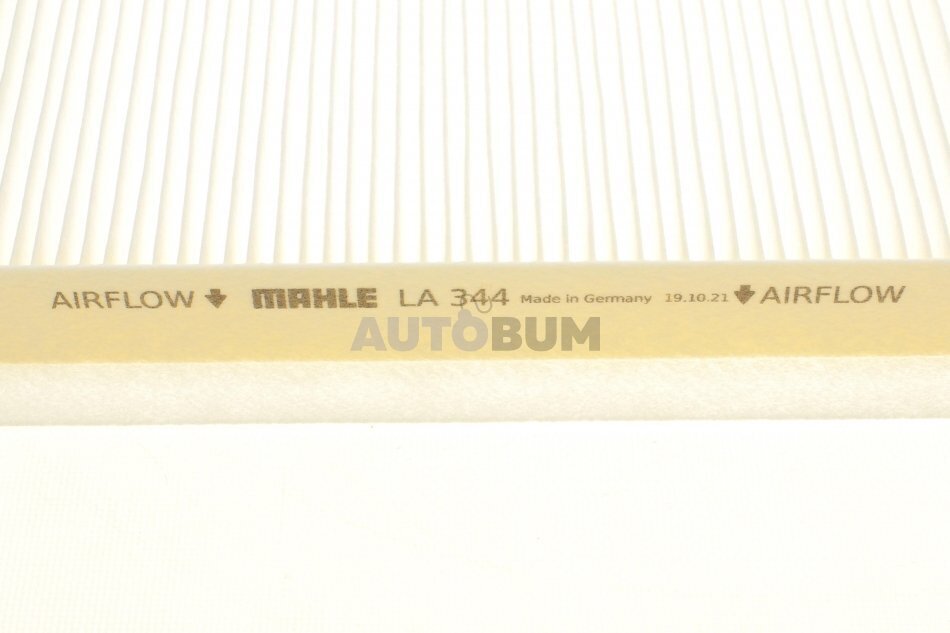 AIRFLOW MAHLE LA 344 Made in Germany 19.10.21 AIRFLOW
AUTOBUM